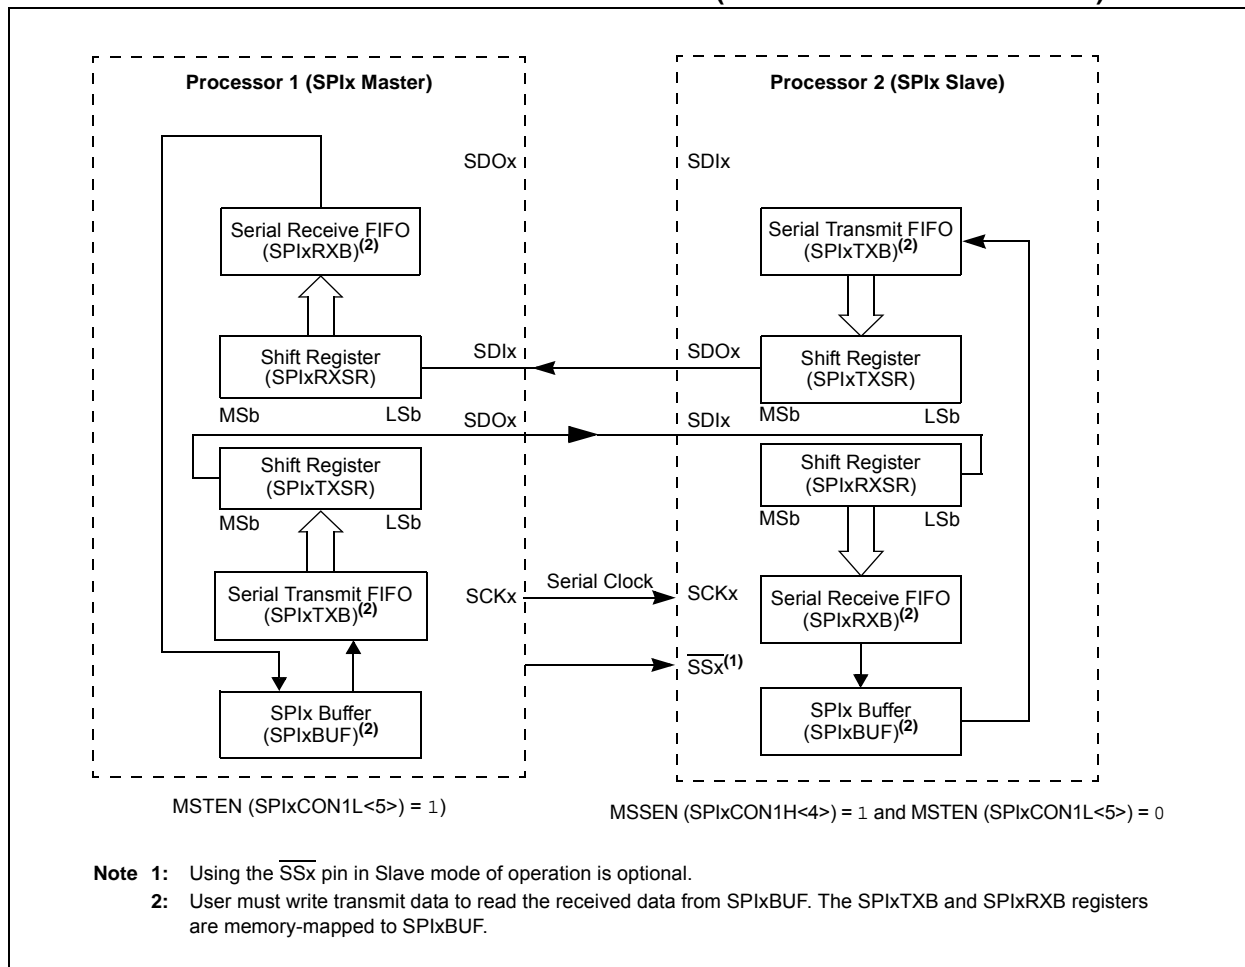 Processor 1 (SPIx Master)
Processor 2 (SPIx Slave)
SDOx
SDIx
Serial Receive FIFO
(SPIxRXB)(2)
Serial Transmit FIFO
(SPIxTXB)(2)
Shift Register
(SPIxRXSR)
SDIx
SDOx
Shift Register
(SPIxTXSR)
MSb
LSb
MSb
LSb
SDOx
SDIx
Shift Register
(SPIxTXSR)
Shift Register
(SPIxRXSR)
MSb
LSb
MSb
LSb
Serial Transmit FIFO
(SPIxTXB)(2)
SCKx
Serial Clock
SCKx
Serial Receive FIFO
(SPIxRXB)(2)
SSx(1)
SPIx Buffer
(SPIxBUF)(2)
SPIx Buffer
(SPIxBUF)(2)
MSTEN (SPIxCON1L<5>) = 1)
MSSEN (SPIxCON1H<4>) = 1 and MSTEN (SPIxCON1L<5>) = 0
Note 1: Using the SSx pin in Slave mode of operation is optional.
2: User must write transmit data to read the received data from SPIxBUF. The SPIxTXB and SPIxRXB registers
are memory-mapped to SPIxBUF.